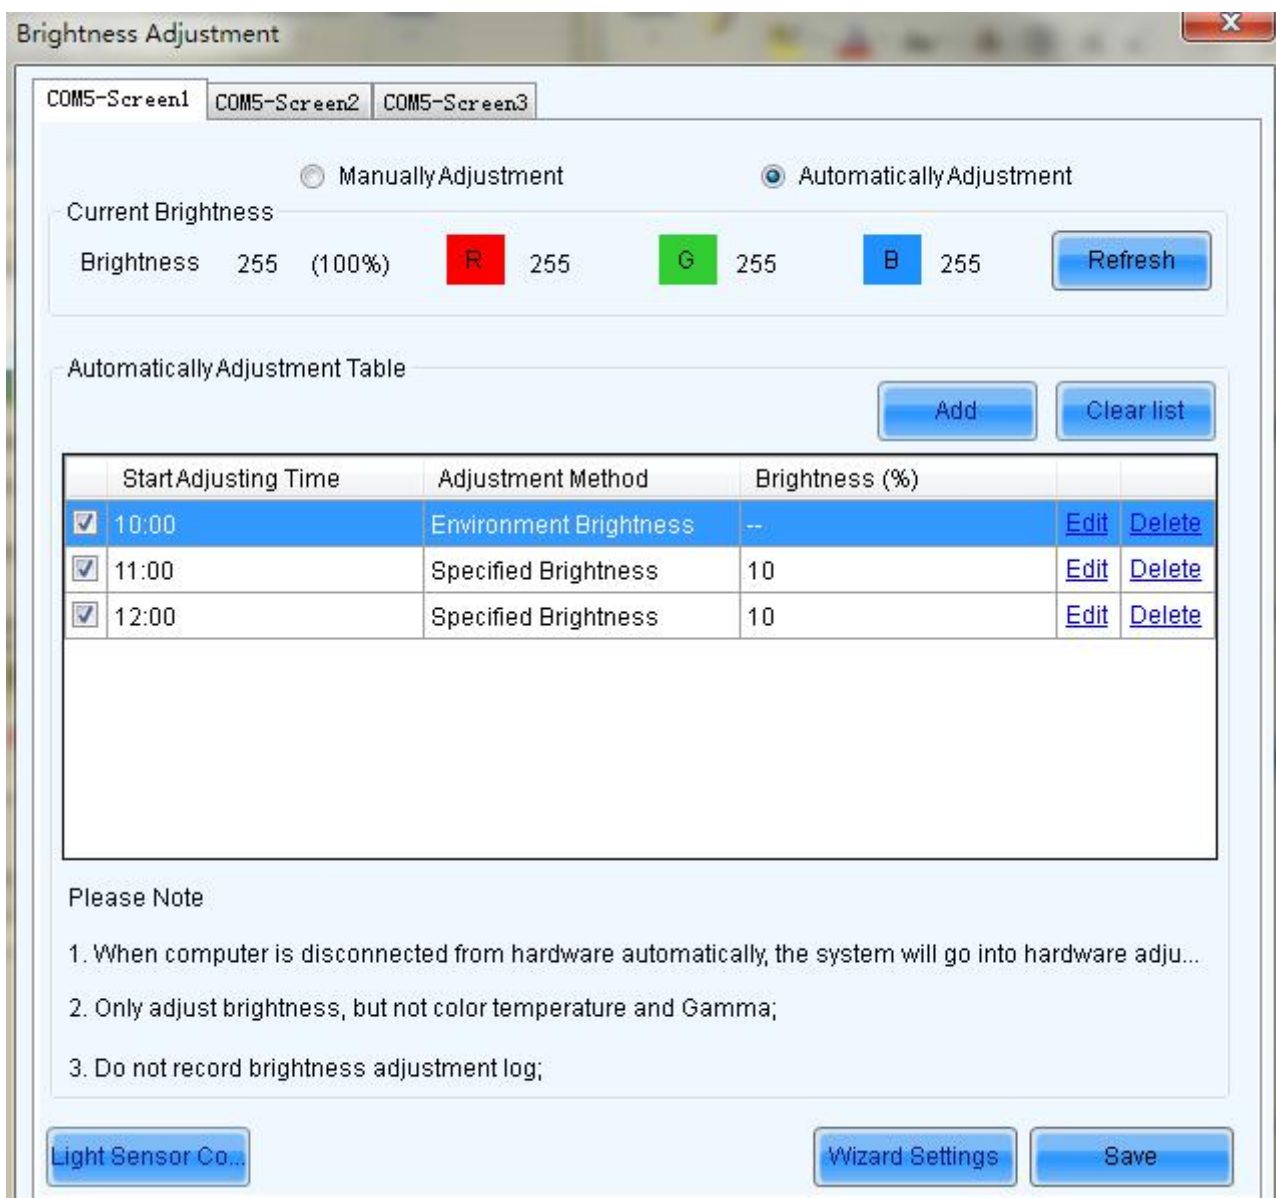 Brightness Adjustment
X
COM5-Screen1 COM5-Screen2 COM5-Screen3
Manually Adjustment Automatically Adjustment
Current Brightness
Brightness 255 (100%) R 255 G 255 B 255 Refresh
Automatically Adjustment Table
Add Clear list
Start Adjusting Time Adjustment Method Brightness (%)
10:00 Environment Brightness -- Edit Delete
11:00 Specified Brightness 10 Edit Delete
12:00 Specified Brightness 10 Edit Delete
Please Note
1. When computer is disconnected from hardware automatically, the system will go into hardware adju...
2. Only adjust brightness, but not color temperature and Gamma;
3. Do not record brightness adjustment log;
Light Sensor Co... Wizard Settings Save